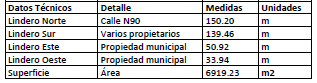 Datos Técnicos Detalle Medidas Unidades
Lindero Norte Calle N90 150.20 m
Lindero Sur Varios propietarios 139.46 m
Lindero Este Propiedad municipal 50.92 m
Lindero Oeste Propiedad municipal 33.94 m
Superficie Área 6919.23 m2